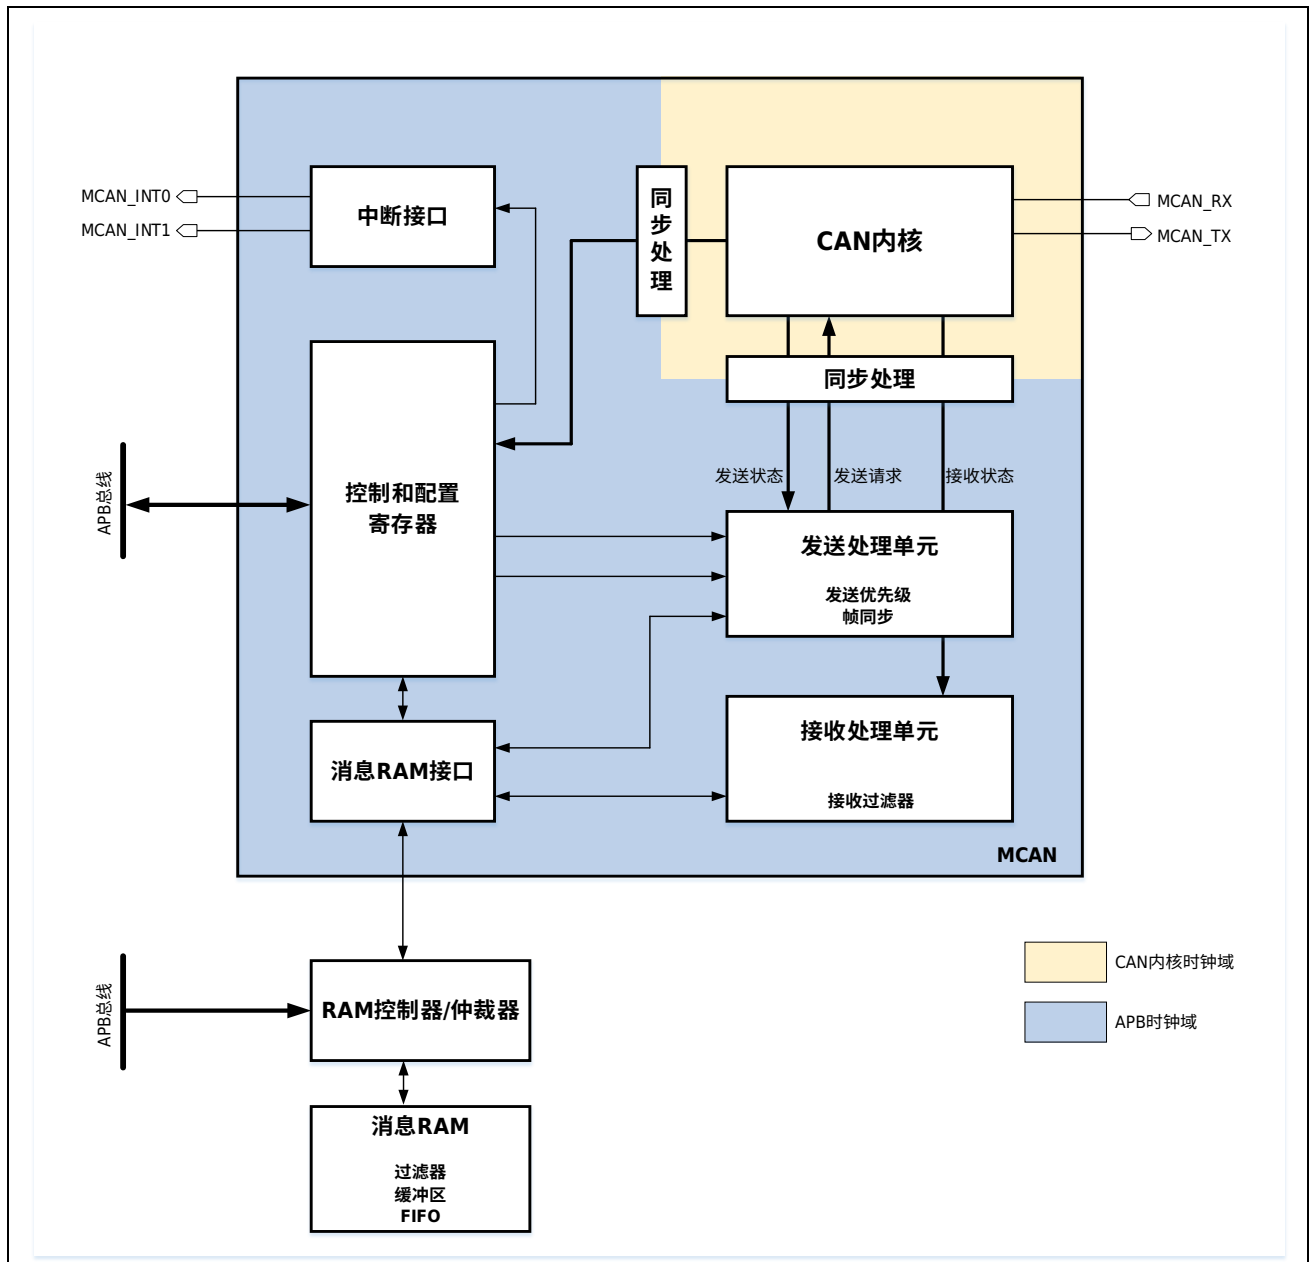 MCAN_INT0
MCAN_INT1
中断接口
同步处理
CAN内核
MCAN_RX
MCAN_TX
同步处理
APB总线
控制和配置
寄存器
发送状态
发送请求
接收状态
发送处理单元
发送优先级
帧同步
消息RAM接口
接收处理单元
接收过滤器
MCAN
APB总线
RAM控制器/仲裁器
CAN内核时钟域
APB时钟域
消息RAM
过滤器
缓冲区
FIFO